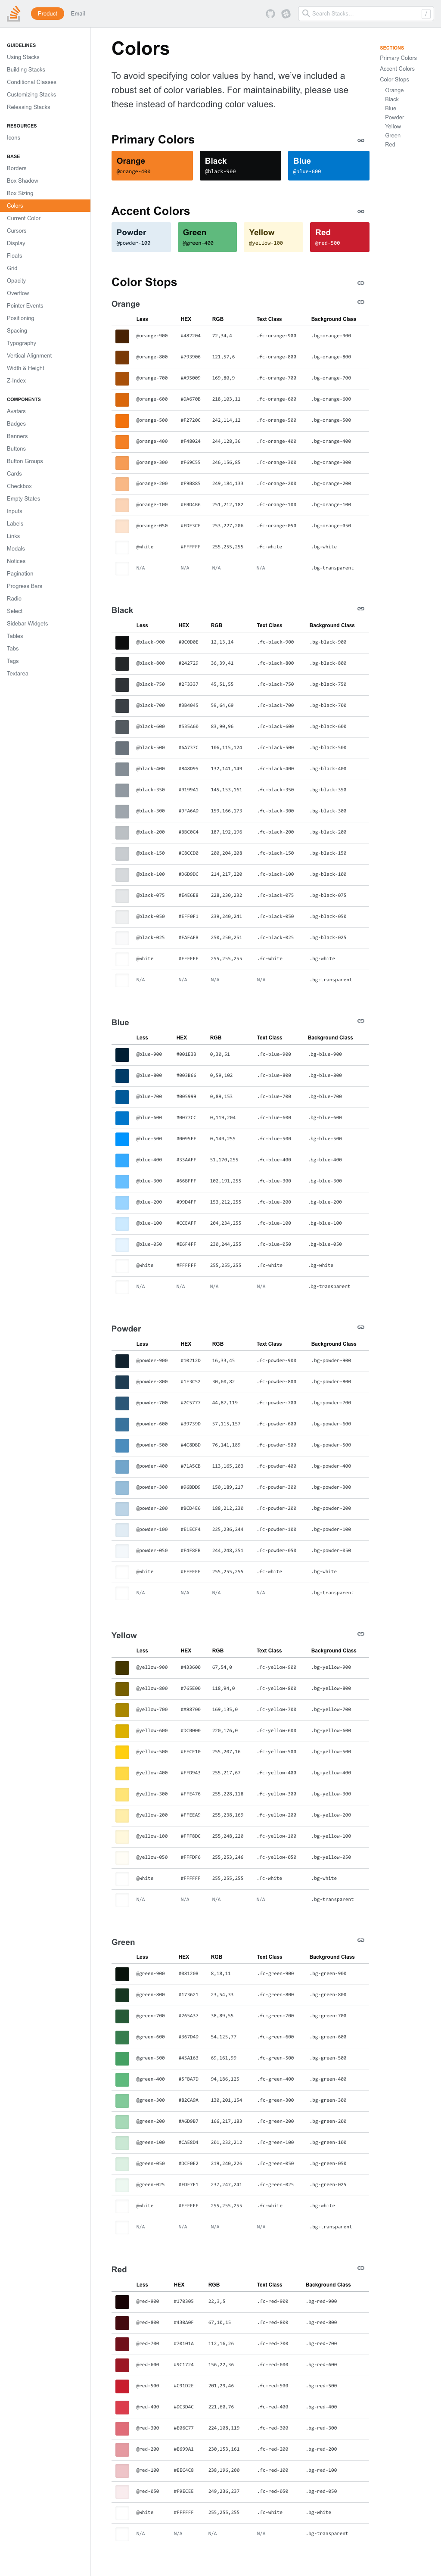 Product
Email
Search Stacks…
/
GUIDELINES
Using Stacks
Building Stacks
Conditional Classes
Customizing Stacks
Releasing Stacks
RESOURCES
Icons
BASE
Borders
Box Shadow
Box Sizing
Colors
Current Color
Cursors
Display
Floats
Grid
Opacity
Overflow
Pointer Events
Positioning
Spacing
Typography
Vertical Alignment
Width & Height
Z-Index
COMPONENTS
Avatars
Badges
Banners
Buttons
Button Groups
Cards
Checkbox
Empty States
Inputs
Labels
Links
Modals
Notices
Pagination
Progress Bars
Radio
Select
Sidebar Widgets
Tables
Tabs
Tags
Textarea
Colors
To avoid specifying color values by hand, we've included a
robust set of color variables. For maintainability, please use
these instead of hardcoding color values.
Primary Colors
Orange Black Blue
@orange-400 @black-900 @blue-600
Accent Colors
Powder Green Yellow Red
@powder-100 @green-400 @yellow-100 @red-500
Color Stops
Orange
Less HEX RGB Text Class Background Class
@orange-900 #482204 72,34,4 .fc-orange-900 .bg-orange-900
@orange-800 #793906 121,57,6 .fc-orange-800 .bg-orange-800
@orange-700 #A95009 169,80,9 .fc-orange-700 .bg-orange-700
@orange-600 #DA670B 218,103,11 .fc-orange-600 .bg-orange-600
@orange-500 #F2720C 242,114,12 .fc-orange-500 .bg-orange-500
@orange-400 #F48024 244,128,36 .fc-orange-400 .bg-orange-400
@orange-300 #F69C55 246,156,85 .fc-orange-300 .bg-orange-300
@orange-200 #F9B885 249,184,133 .fc-orange-200 .bg-orange-200
@orange-100 #FBD4B6 251,212,182 .fc-orange-100 .bg-orange-100
@orange-050 #FDE3CE 253,227,206 .fc-orange-050 .bg-orange-050
@white #FFFFFF 255,255,255 .fc-white .bg-white
N/A N/A N/A N/A .bg-transparent
Black
Less HEX RGB Text Class Background Class
@black-900 #0C0D0E 12,13,14 .fc-black-900 .bg-black-900
@black-800 #242729 36,39,41 .fc-black-800 .bg-black-800
@black-750 #2F3337 45,51,55 .fc-black-750 .bg-black-750
@black-700 #3B4045 59,64,69 .fc-black-700 .bg-black-700
@black-600 #535A60 83,90,96 .fc-black-600 .bg-black-600
@black-500 #6A737C 106,115,124 .fc-black-500 .bg-black-500
@black-400 #848D95 132,141,149 .fc-black-400 .bg-black-400
@black-350 #9199A1 145,153,161 .fc-black-350 .bg-black-350
@black-300 #9FA6AD 159,166,173 .fc-black-300 .bg-black-300
@black-200 #BBC0C4 187,192,196 .fc-black-200 .bg-black-200
@black-150 #C8CCD0 200,204,208 .fc-black-150 .bg-black-150
@black-100 #D6D9DC 214,217,220 .fc-black-100 .bg-black-100
@black-075 #E4E6E8 228,230,232 .fc-black-075 .bg-black-075
@black-050 #EFF0F1 239,240,241 .fc-black-050 .bg-black-050
@black-025 #FAFAFB 250,250,251 .fc-black-025 .bg-black-025
@white #FFFFFF 255,255,255 .fc-white .bg-white
N/A N/A N/A N/A .bg-transparent
Blue
Less HEX RGB Text Class Background Class
@blue-900 #001E33 0,30,51 .fc-blue-900 .bg-blue-900
@blue-800 #003B66 0,59,102 .fc-blue-800 .bg-blue-800
@blue-700 #005999 0,89,153 .fc-blue-700 .bg-blue-700
@blue-600 #0077CC 0,119,204 .fc-blue-600 .bg-blue-600
@blue-500 #0095FF 0,149,255 .fc-blue-500 .bg-blue-500
@blue-400 #33AAFF 51,170,255 .fc-blue-400 .bg-blue-400
@blue-300 #66BFFF 102,191,255 .fc-blue-300 .bg-blue-300
@blue-200 #99D4FF 153,212,255 .fc-blue-200 .bg-blue-200
@blue-100 #CCEAFF 204,234,255 .fc-blue-100 .bg-blue-100
@blue-050 #E6F4FF 230,244,255 .fc-blue-050 .bg-blue-050
@white #FFFFFF 255,255,255 .fc-white .bg-white
N/A N/A N/A N/A .bg-transparent
Powder
Less HEX RGB Text Class Background Class
@powder-900 #10212D 16,33,45 .fc-powder-900 .bg-powder-900
@powder-800 #1E3C52 30,60,82 .fc-powder-800 .bg-powder-800
@powder-700 #2C5777 44,87,119 .fc-powder-700 .bg-powder-700
@powder-600 #39739D 57,115,157 .fc-powder-600 .bg-powder-600
@powder-500 #4C8DBD 76,141,189 .fc-powder-500 .bg-powder-500
@powder-400 #71A5CB 113,165,203 .fc-powder-400 .bg-powder-400
@powder-300 #96BDD9 150,189,217 .fc-powder-300 .bg-powder-300
@powder-200 #BCD4E6 188,212,230 .fc-powder-200 .bg-powder-200
@powder-100 #E1ECF4 225,236,244 .fc-powder-100 .bg-powder-100
@powder-050 #F4F8FB 244,248,251 .fc-powder-050 .bg-powder-050
@white #FFFFFF 255,255,255 .fc-white .bg-white
N/A N/A N/A N/A .bg-transparent
Yellow
Less HEX RGB Text Class Background Class
@yellow-900 #433600 67,54,0 .fc-yellow-900 .bg-yellow-900
@yellow-800 #765E00 118,94,0 .fc-yellow-800 .bg-yellow-800
@yellow-700 #A98700 169,135,0 .fc-yellow-700 .bg-yellow-700
@yellow-600 #DCB000 220,176,0 .fc-yellow-600 .bg-yellow-600
@yellow-500 #FFCF10 255,207,16 .fc-yellow-500 .bg-yellow-500
@yellow-400 #FFD943 255,217,67 .fc-yellow-400 .bg-yellow-400
@yellow-300 #FFE476 255,228,118 .fc-yellow-300 .bg-yellow-300
@yellow-200 #FFEEA9 255,238,169 .fc-yellow-200 .bg-yellow-200
@yellow-100 #FFF8DC 255,248,220 .fc-yellow-100 .bg-yellow-100
@yellow-050 #FFFDF6 255,253,246 .fc-yellow-050 .bg-yellow-050
@white #FFFFFF 255,255,255 .fc-white .bg-white
N/A N/A N/A N/A .bg-transparent
Green
Less HEX RGB Text Class Background Class
@green-900 #08120B 8,18,11 .fc-green-900 .bg-green-900
@green-800 #173621 23,54,33 .fc-green-800 .bg-green-800
@green-700 #265A37 38,89,55 .fc-green-700 .bg-green-700
@green-600 #367D4D 54,125,77 .fc-green-600 .bg-green-600
@green-500 #45A163 69,161,99 .fc-green-500 .bg-green-500
@green-400 #5FBA7D 94,186,125 .fc-green-400 .bg-green-400
@green-300 #82CA9A 130,201,154 .fc-green-300 .bg-green-300
@green-200 #A6D9B7 166,217,183 .fc-green-200 .bg-green-200
@green-100 #CAE8D4 201,232,212 .fc-green-100 .bg-green-100
@green-050 #DCF0E2 219,240,226 .fc-green-050 .bg-green-050
@green-025 #EDF7F1 237,247,241 .fc-green-025 .bg-green-025
@white #FFFFFF 255,255,255 .fc-white .bg-white
N/A N/A N/A N/A .bg-transparent
Red
Less HEX RGB Text Class Background Class
@red-900 #170305 22,3,5 .fc-red-900 .bg-red-900
@red-800 #430A0F 67,10,15 .fc-red-800 .bg-red-800
@red-700 #70101A 112,16,26 .fc-red-700 .bg-red-700
@red-600 #9C1724 156,22,36 .fc-red-600 .bg-red-600
@red-500 #C91D2E 201,29,46 .fc-red-500 .bg-red-500
@red-400 #DC3D4C 221,60,76 .fc-red-400 .bg-red-400
@red-300 #E06C77 224,108,119 .fc-red-300 .bg-red-300
@red-200 #E699A1 230,153,161 .fc-red-200 .bg-red-200
@red-100 #EEC4C8 238,196,200 .fc-red-100 .bg-red-100
@red-050 #F9ECEE 249,236,237 .fc-red-050 .bg-red-050
@white #FFFFFF 255,255,255 .fc-white .bg-white
N/A N/A N/A N/A .bg-transparent
SECTIONS
Primary Colors
Accent Colors
Color Stops
Orange
Black
Blue
Powder
Yellow
Green
Red